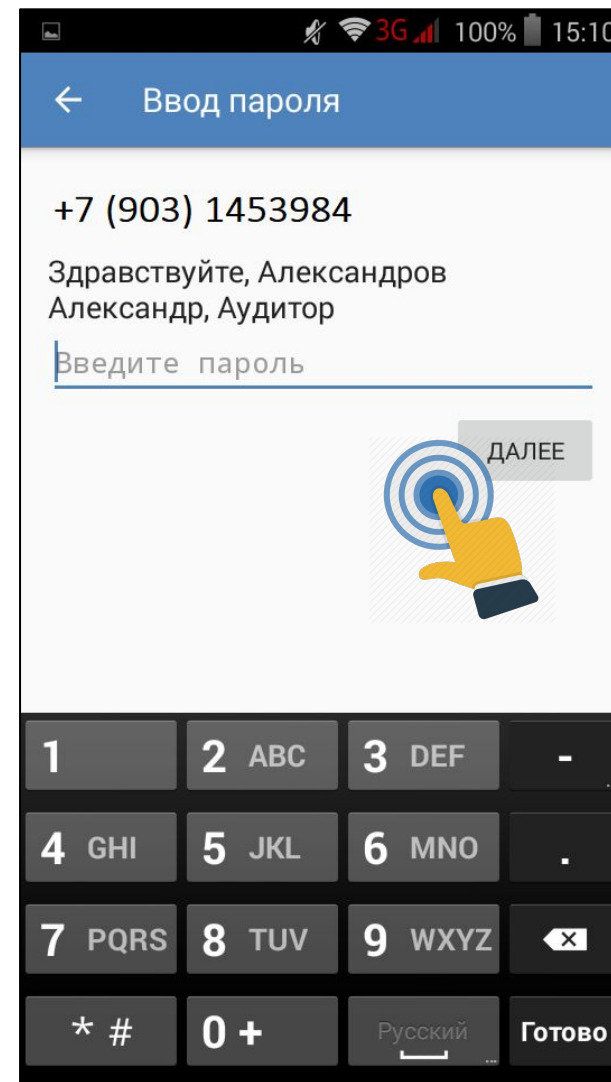 3G 100% 15:10
Ввод пароля
+7 (903) 1453984
Здравствуйте, Александров
Александр, Аудитор
Введите пароль
ДАЛЕЕ
1 2 ABC 3 DEF -
4 GHI 5 JKL 6 MNO .
7 PQRS 8 TUV 9 WXYZ
* # 0 + Русский Готово